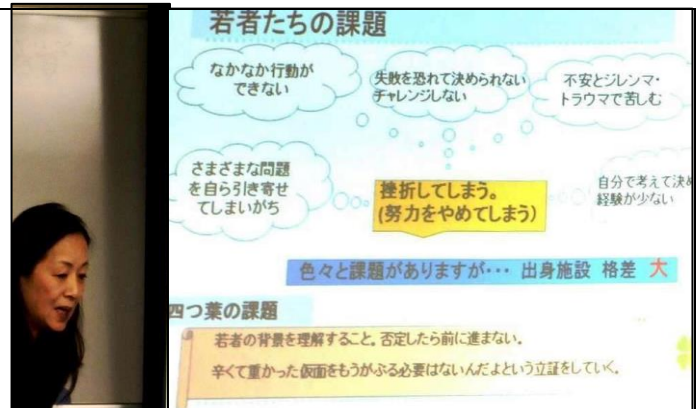 若者たちの課題
なかなか行動が
できない
失敗を恐れて決められない
チャレンジしない
不安とジレンマ・
トラウマで苦しむ
さまざまな問題
を自ら引き寄せ
てしまいがち
挫折してしまう。
(努力をやめてしまう)
自分で考えて決め
経験が少ない
色々と課題がありますが・・・ 出身施設 格差 大
四つ葉の課題
若者の背景を理解すること。否定したら前に進まない。
辛くて重かった仮面をもうかぶる必要はないんだよという立証をしていく。